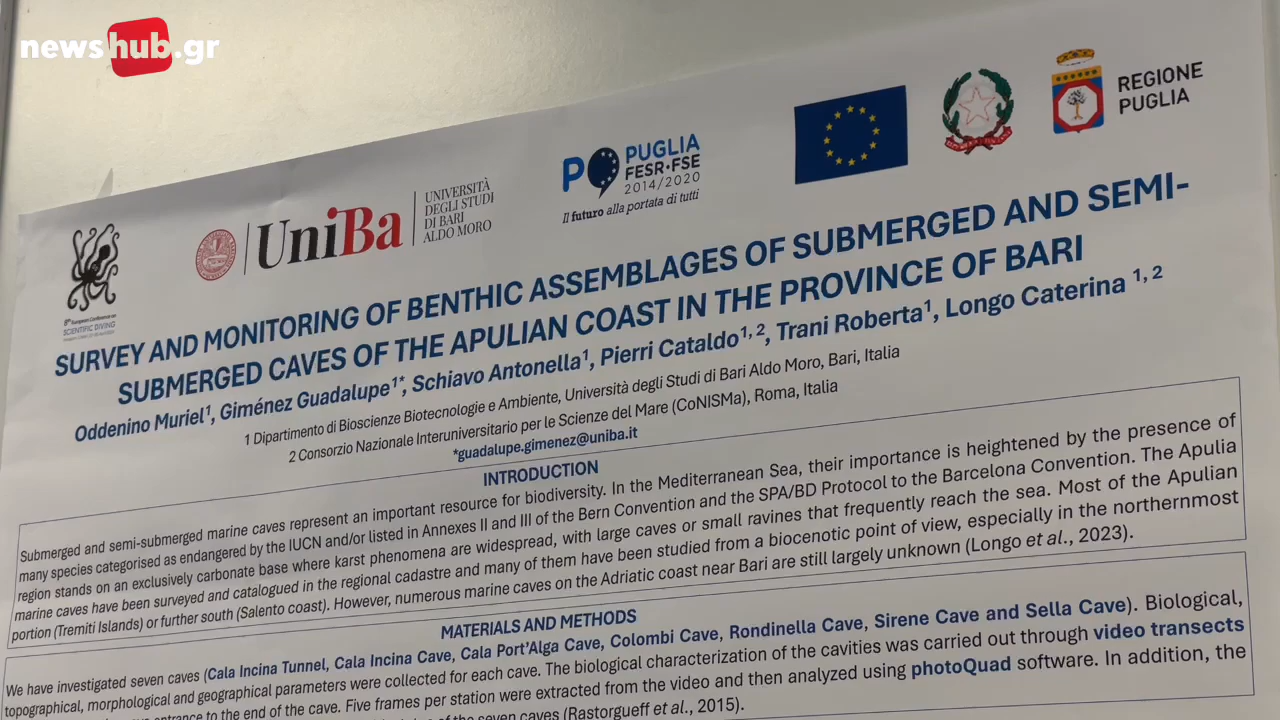 newshub.gr
REGIONE
PUGLIA
PO PUGLIA
FESR•FSE
2014/2020
Il futuro alla portata di tutti
UniBa
UNIVERSITÀ
DEGLI STUDI
DI BARI
ALDO MORO
European Conference on
SCIENTIFIC DIVING
SURVEY AND MONITORING OF BENTHIC ASSEMBLAGES OF SUBMERGED AND SEMI-
SUBMERGED CAVES OF THE APULIAN COAST IN THE PROVINCE OF BARI
Oddenino Muriel1, Giménez Guadalupe1*, Schiavo Antonella1, Pierri Cataldo1, 2, Trani Roberta1, Longo Caterina 1, 2
1 Dipartimento di Bioscienze Biotecnologie e Ambiente, Università degli Studi di Bari Aldo Moro, Bari, Italia
2 Consorzio Nazionale Interuniversitario per le Scienze del Mare (CoNISMa), Roma, Italia
*guadalupe.gimenez@uniba.it
INTRODUCTION
Submerged and semi-submerged marine caves represent an important resource for biodiversity. In the Mediterranean Sea, their importance is heightened by the presence of
many species categorised as endangered by the IUCN and/or listed in Annexes II and III of the Bern Convention and the SPA/BD Protocol to the Barcelona Convention. The Apulia
region stands on an exclusively carbonate base where karst phenomena are widespread, with large caves or small ravines that frequently reach the sea. Most of the Apulian
marine caves have been surveyed and catalogued in the regional cadastre and many of them have been studied from a biocenotic point of view, especially in the northernmost
portion (Tremiti Islands) or further south (Salento coast). However, numerous marine caves on the Adriatic coast near Bari are still largely unknown (Longo et al., 2023).
MATERIALS AND METHODS
We have investigated seven caves (Cala Incina Tunnel, Cala Incina Cave, Cala Port'Alga Cave, Colombi Cave, Rondinella Cave, Sirene Cave and Sella Cave). Biological,
topographical, morphological and geographical parameters were collected for each cave. The biological characterization of the cavities was carried out through video transects
entrance to the end of the cave. Five frames per station were extracted from the video and then analyzed using photoQuad software. In addition, the
of the seven caves (Rastorgueff et al., 2015).